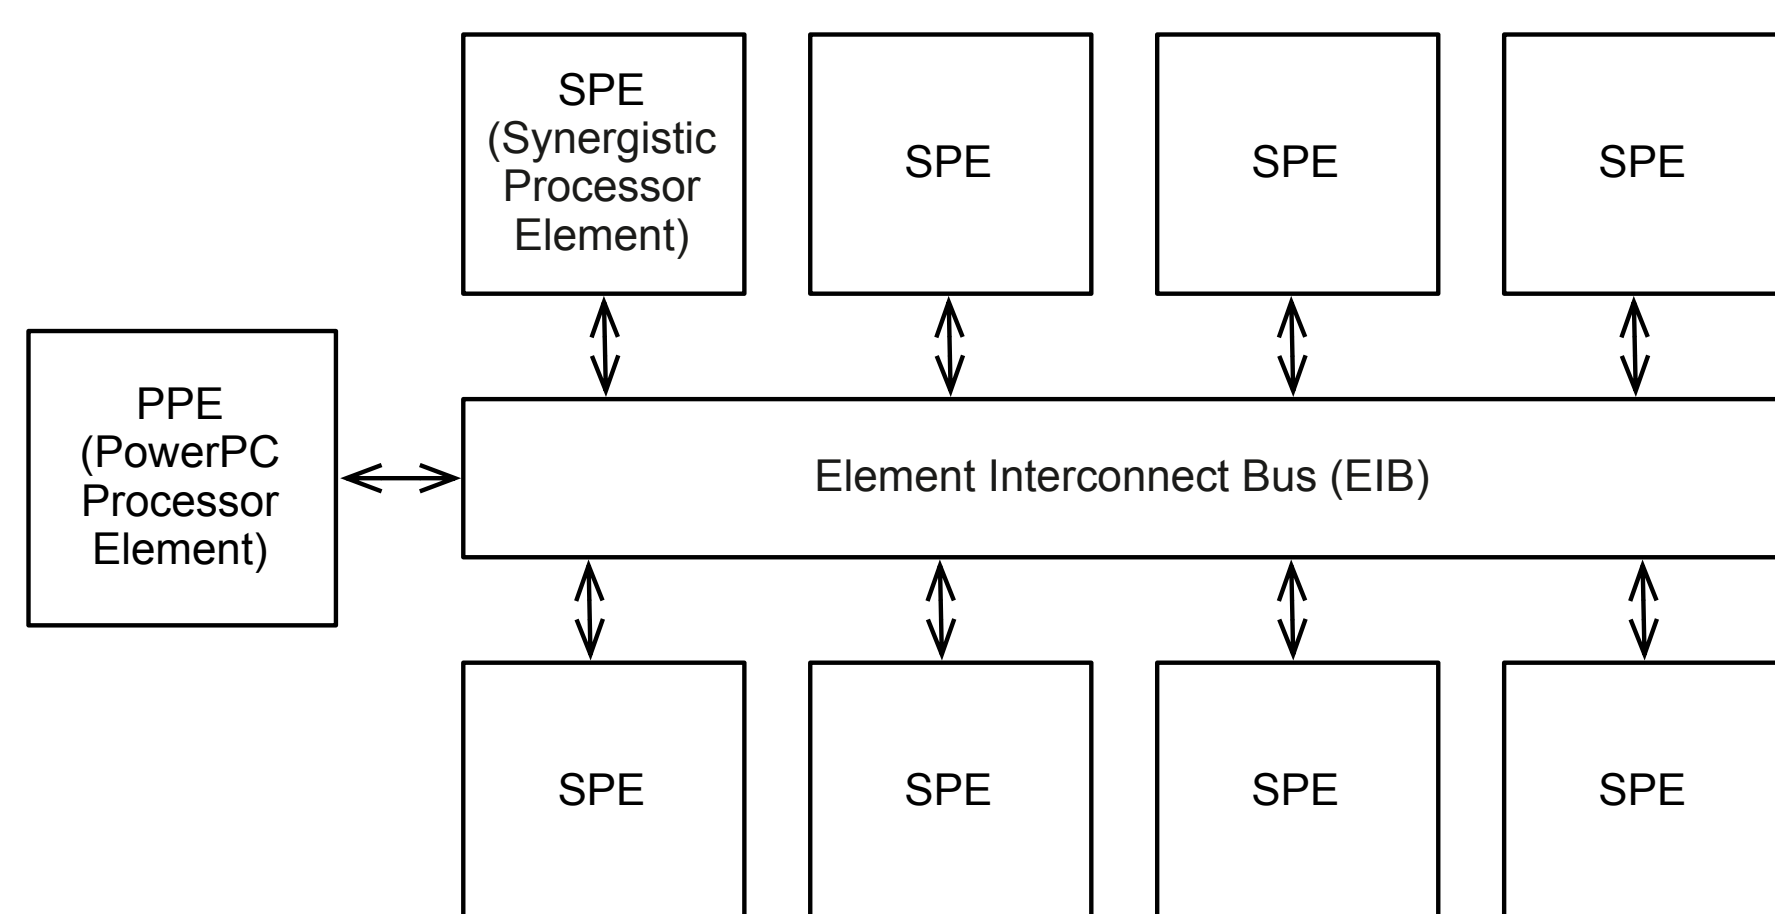 SPE
(Synergistic
Processor
Element)
SPE
SPE
SPE
PPE
(PowerPC
Processor
Element)
Element Interconnect Bus (EIB)
SPE
SPE
SPE
SPE